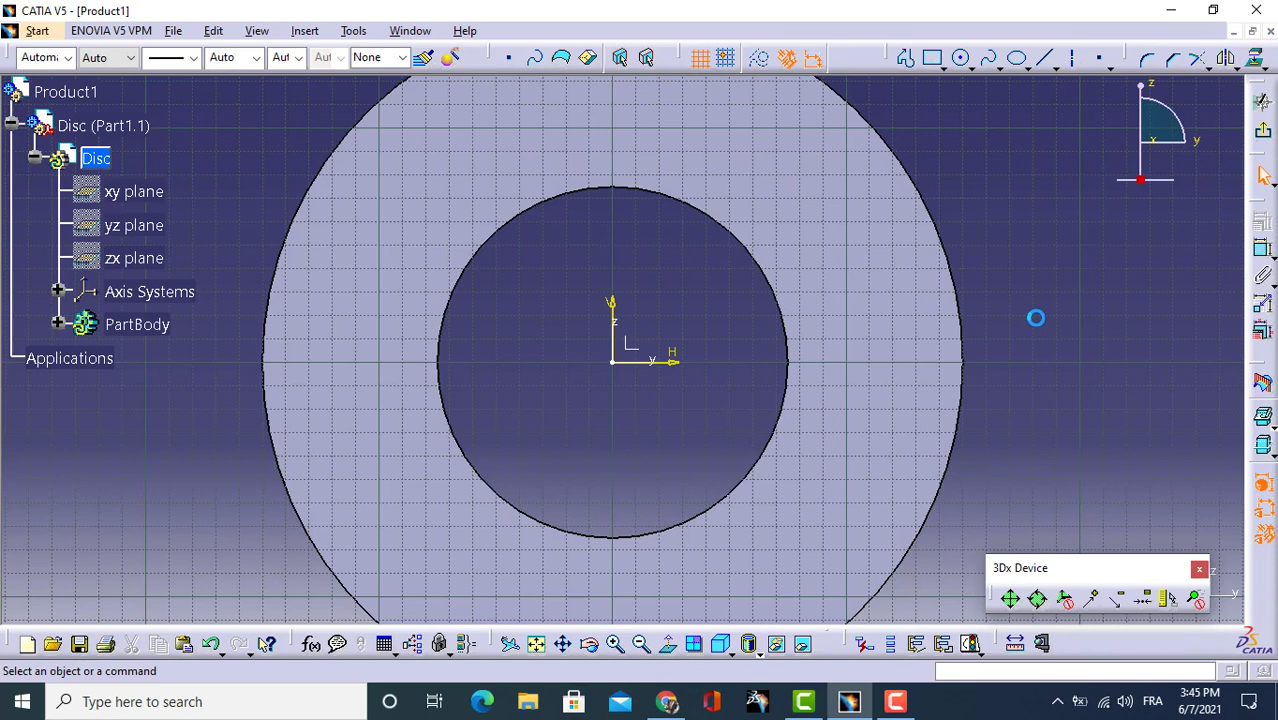 CATIA V5 - [Product1]
Start ENOVIA V5 VPM File Edit View Insert Tools Window Help
Automa Auto Auto Aut Aut None
Product1
Disc (Part1.1)
Disc
xy plane
yz plane
zx plane
Axis Systems
PartBody
Applications
z
x y
V
z
H
y
3Dx Device
x
z
y
f(x)
DS
CATIA
Select an object or a command
Type here to search
FRA
3:45 PM
6/7/2021